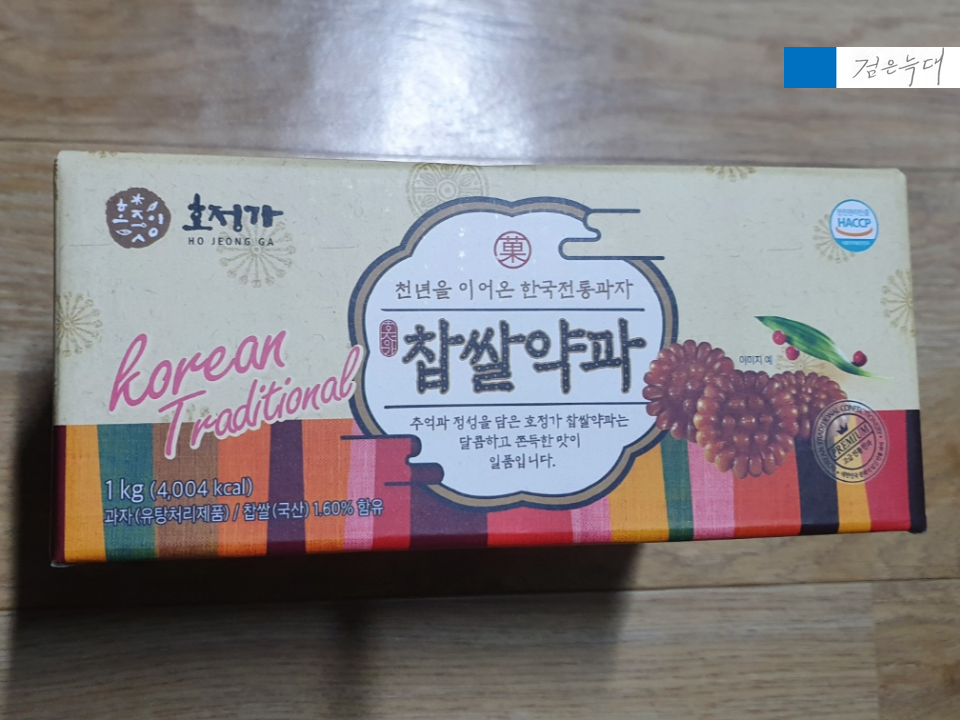 검은늑대
호정가
HO JEONG GA
HACCP
菓
천년을 이어온 한국전통과자
찹쌀약과
이미지 예
Korean
Traditional
추억과 정성을 담은 호정가 찹쌀약과는
달콤하고 쫀득한 맛이
일품입니다.
PREMIUM
1 kg (4,004 kcal)
과자(유탕처리제품) / 찹쌀(국산) 1.60% 함유